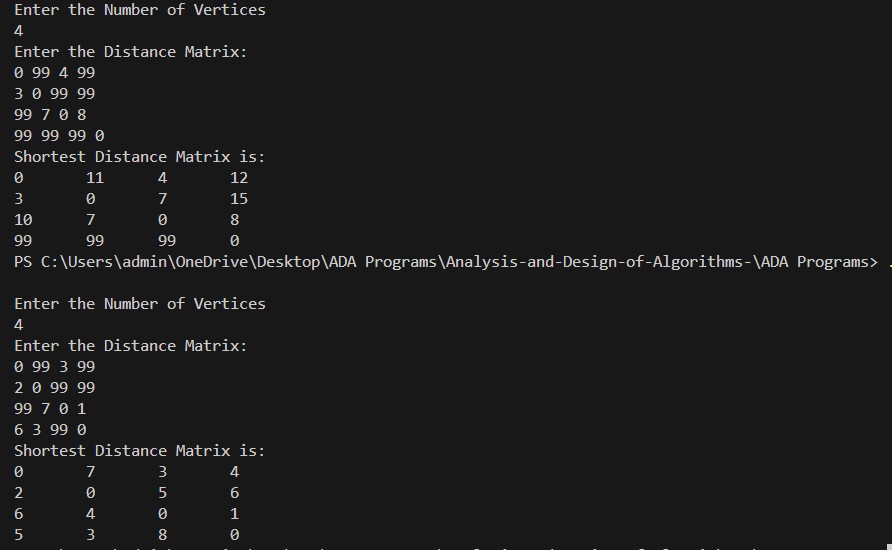 Enter the Number of Vertices
4
Enter the Distance Matrix:
0 99 4 99
3 0 99 99
99 7 0 8
99 99 99 0
Shortest Distance Matrix is:
0 11 4 12
3 0 7 15
10 7 0 8
99 99 99 0
PS C:\Users\admin\OneDrive\Desktop\ADA Programs\Analysis-and-Design-of-Algorithms-\ADA Programs> .
Enter the Number of Vertices
4
Enter the Distance Matrix:
0 99 3 99
2 0 99 99
99 7 0 1
6 3 99 0
Shortest Distance Matrix is:
0 7 3 4
2 0 5 6
6 4 0 1
5 3 8 0